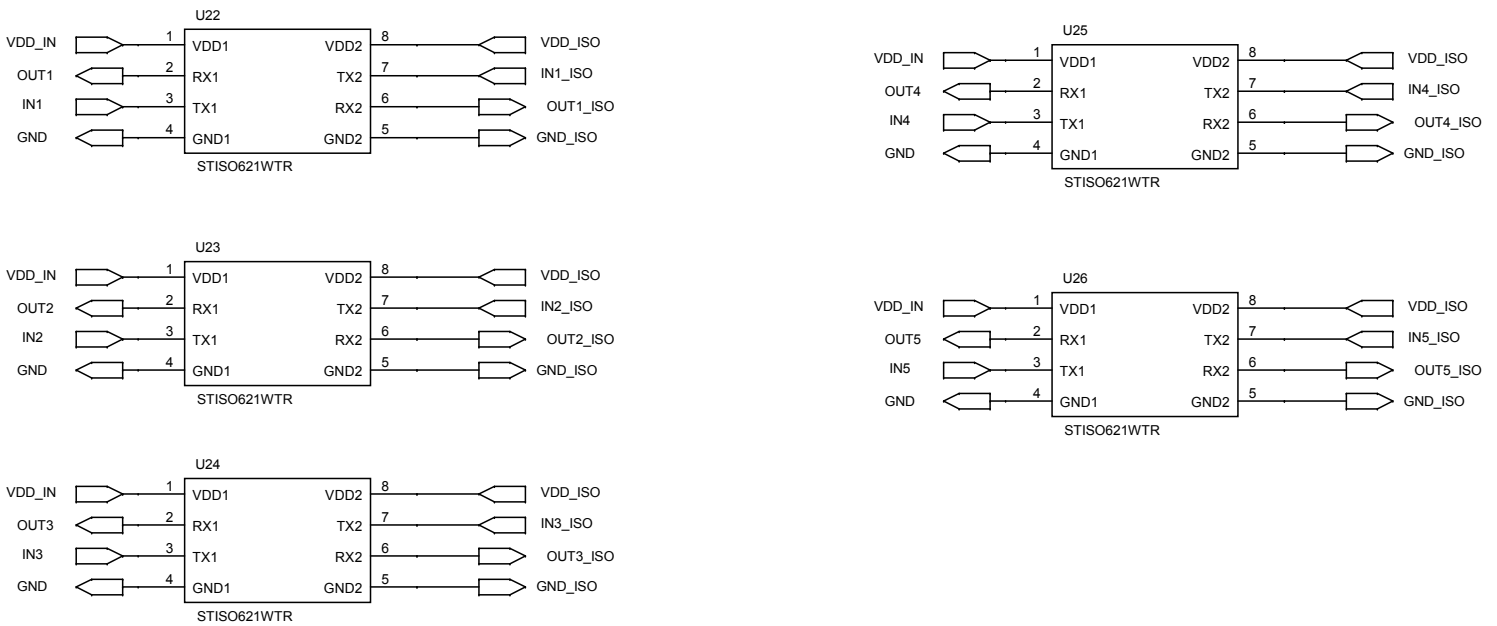 U22
VDD_IN 1 VDD1 VDD2 8 VDD_ISO
OUT1 2 RX1 TX2 7 IN1_ISO
IN1 3 TX1 RX2 6 OUT1_ISO
GND 4 GND1 GND2 5 GND_ISO
STISO621WTR
U23
VDD_IN 1 VDD1 VDD2 8 VDD_ISO
OUT2 2 RX1 TX2 7 IN2_ISO
IN2 3 TX1 RX2 6 OUT2_ISO
GND 4 GND1 GND2 5 GND_ISO
STISO621WTR
U24
VDD_IN 1 VDD1 VDD2 8 VDD_ISO
OUT3 2 RX1 TX2 7 IN3_ISO
IN3 3 TX1 RX2 6 OUT3_ISO
GND 4 GND1 GND2 5 GND_ISO
STISO621WTR
U25
VDD_IN 1 VDD1 VDD2 8 VDD_ISO
OUT4 2 RX1 TX2 7 IN4_ISO
IN4 3 TX1 RX2 6 OUT4_ISO
GND 4 GND1 GND2 5 GND_ISO
STISO621WTR
U26
VDD_IN 1 VDD1 VDD2 8 VDD_ISO
OUT5 2 RX1 TX2 7 IN5_ISO
IN5 3 TX1 RX2 6 OUT5_ISO
GND 4 GND1 GND2 5 GND_ISO
STISO621WTR